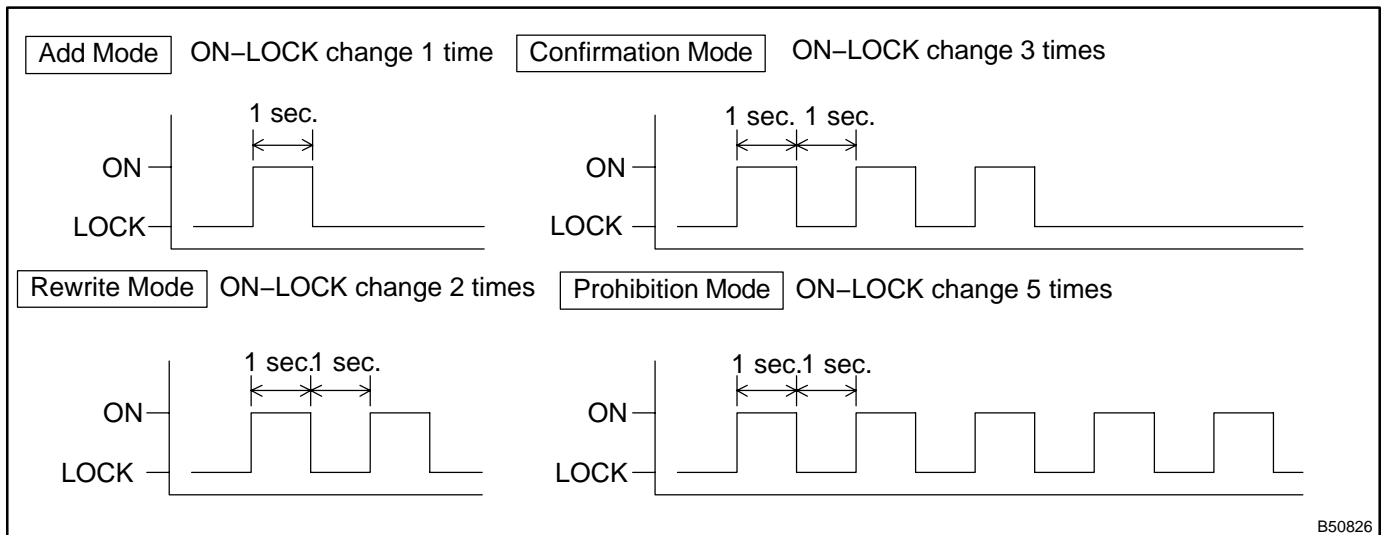 Add Mode ON–LOCK change 1 time
1 sec.
ON
LOCK
Confirmation Mode ON–LOCK change 3 times
1 sec. 1 sec.
ON
LOCK
Rewrite Mode ON–LOCK change 2 times
1 sec.1 sec.
ON
LOCK
Prohibition Mode ON–LOCK change 5 times
1 sec.1 sec.
ON
LOCK
B50826